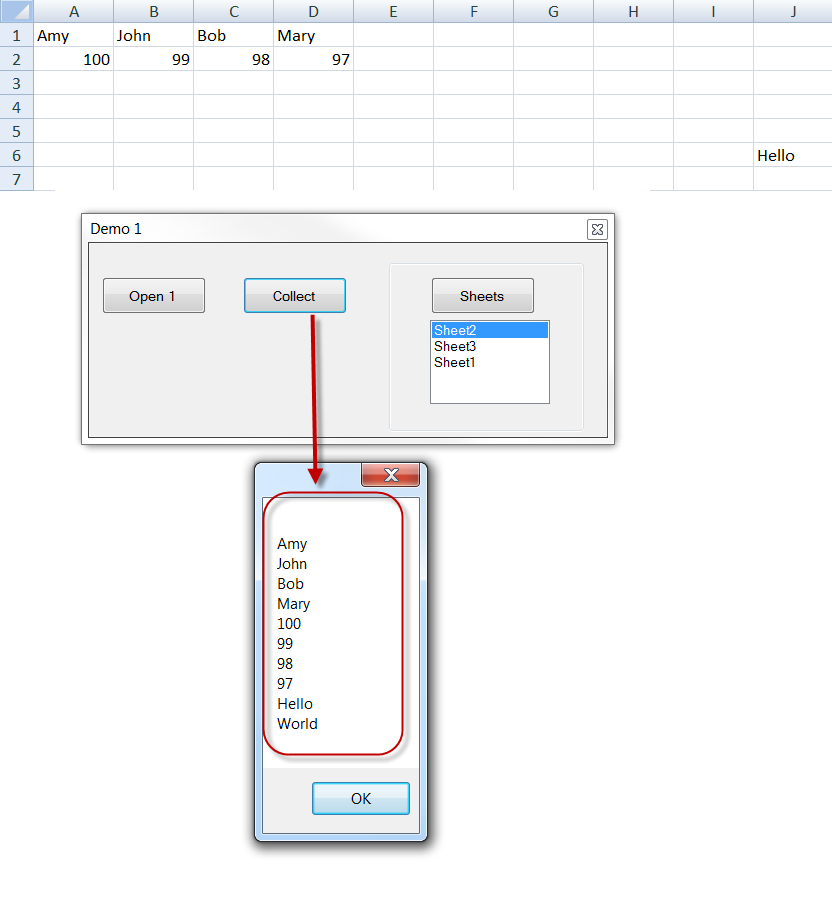 A B C D E F G H I J
1 Amy John Bob Mary
2 100 99 98 97
3
4
5
6 Hello
7
Demo 1
Open 1 Collect Sheets
Sheet2
Sheet3
Sheet1
Amy
John
Bob
Mary
100
99
98
97
Hello
World
OK